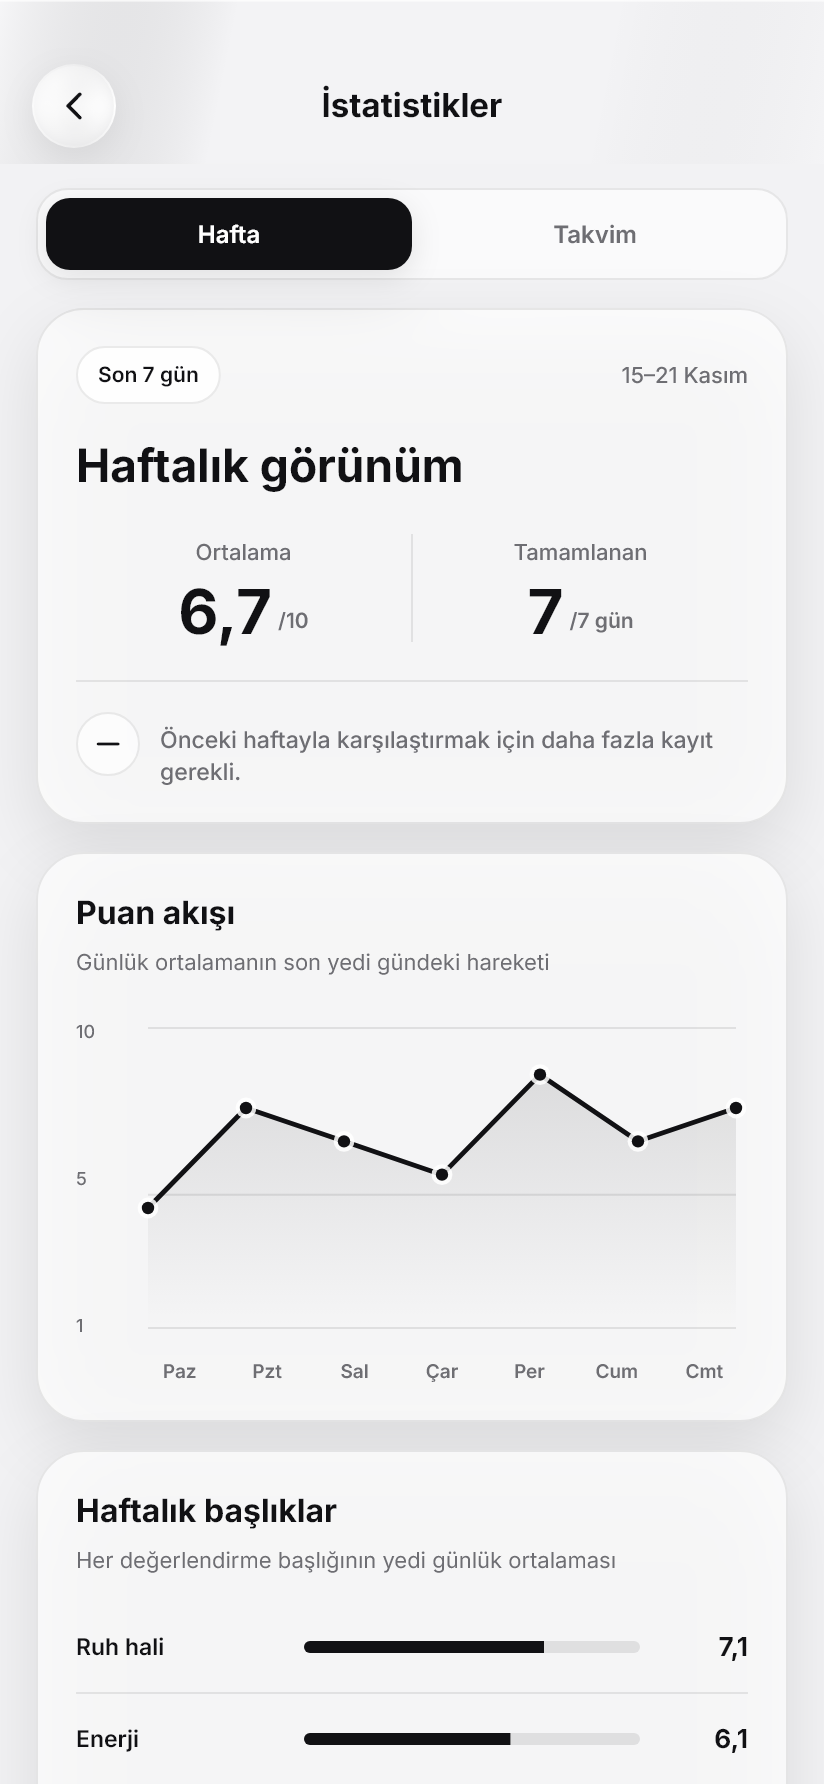 İstatistikler
Hafta
Takvim
Son 7 gün
15–21 Kasım
Haftalık görünüm
Ortalama
Tamamlanan
6,7 /10
7 /7 gün
Önceki haftayla karşılaştırmak için daha fazla kayıt
gerekli.
Puan akışı
Günlük ortalamanın son yedi gündeki hareketi
10
5
1
Paz Pzt Sal Çar Per Cum Cmt
Haftalık başlıklar
Her değerlendirme başlığının yedi günlük ortalaması
Ruh hali 7,1
Enerji 6,1